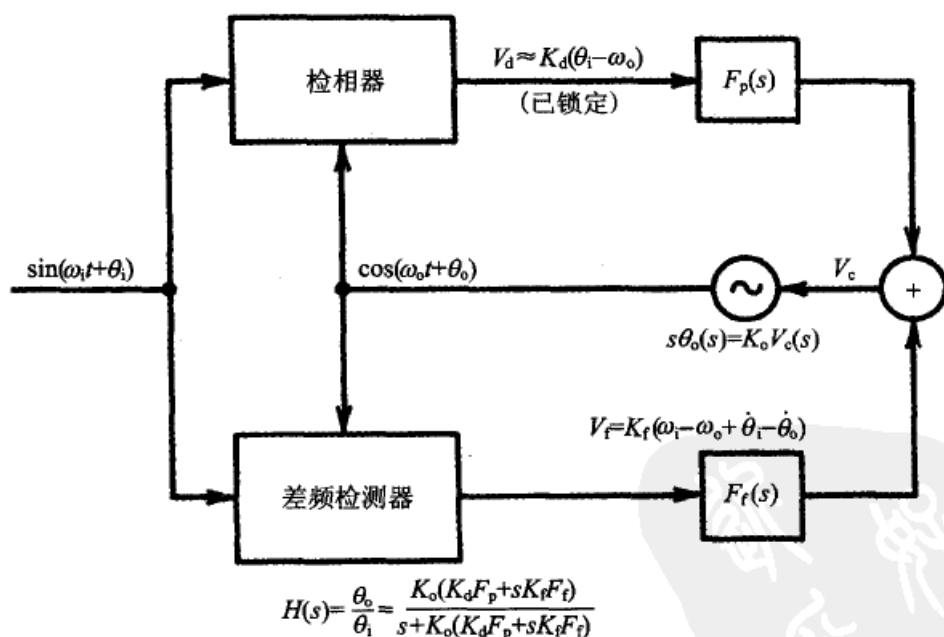 检相器
V_d≈K_d(θ_i−ω_o)
(已锁定)
F_p(s)
sin(ω_i t+θ_i)
cos(ω_o t+θ_o)
V_c
+
sθ_o(s)=K_oV_c(s)
V_f=K_f(ω_i−ω_o+θ̇_i−θ̇_o)
差频检测器
F_f(s)
H(s)=θ_o/θ_i=K_o(K_dF_p+sK_fF_f)/(s+K_o(K_dF_p+sK_fF_f))